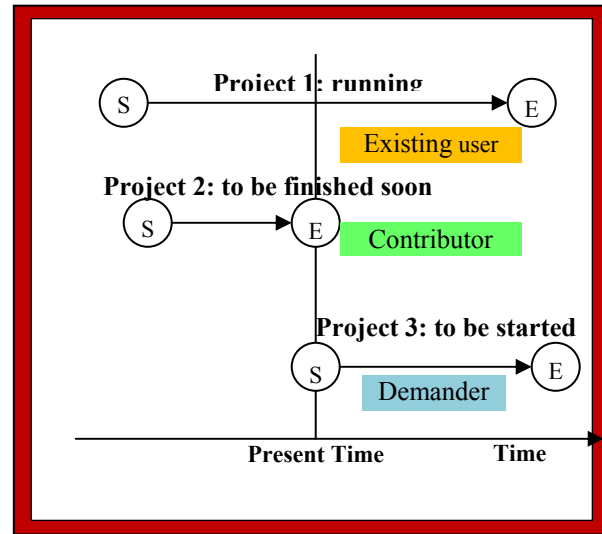 Project 1: running
S
E
Existing user
Project 2: to be finished soon
S
E
Contributor
Project 3: to be started
S
E
Demander
Present Time
Time